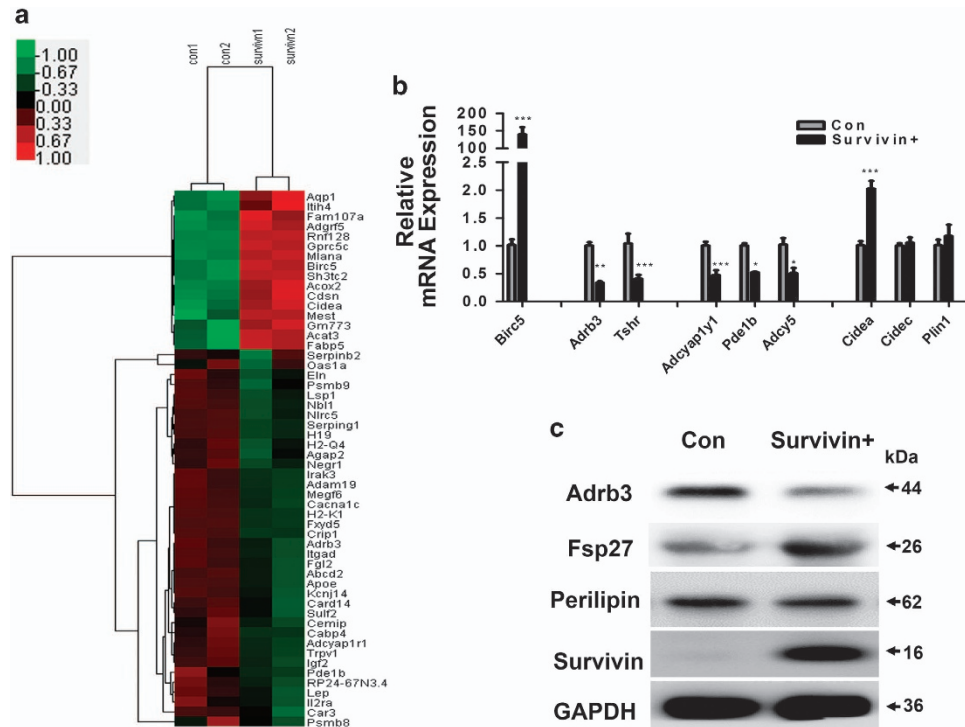 a
-1.00
-0.67
-0.33
0.00
0.33
0.67
1.00
con1
con2
survivn1
survivn2
Aqp1
Itih4
Fam107a
Adgrf5
Rnf128
Gprc5c
Mlana
Birc5
Sh3tc2
Acox2
Cdsn
Cidea
Mest
Gm773
Acat3
Fabp5
Serpinb2
Oas1a
Eln
Psmb9
Lsp1
Nbl1
Nlrc5
Serping1
H19
H2-Q4
Agap2
Negr1
Irak3
Adam19
Megf6
Cacna1c
H2-K1
Fxyd5
Crip1
Adrb3
Itgad
Fgl2
Abcd2
Apoe
Kcnj14
Card14
Sulf2
Cemip
Cabp4
Adcyap1r1
Trpv1
Igf2
Pde1b
RP24-67N3.4
Lep
Il2ra
Car3
Psmb8
b
Relative
mRNA Expression
200
150
100
50
2.5
2.0
1.5
1.0
0.5
0.0
Con
Survivin+
***
**
***
***
*
*
***
Birc5
Adrb3
Tshr
Adcyap1y1
Pde1b
Adcy5
Cidea
Cidec
Plin1
c
Con
Survivin+
kDa
Adrb3
44
Fsp27
26
Perilipin
62
Survivin
16
GAPDH
36